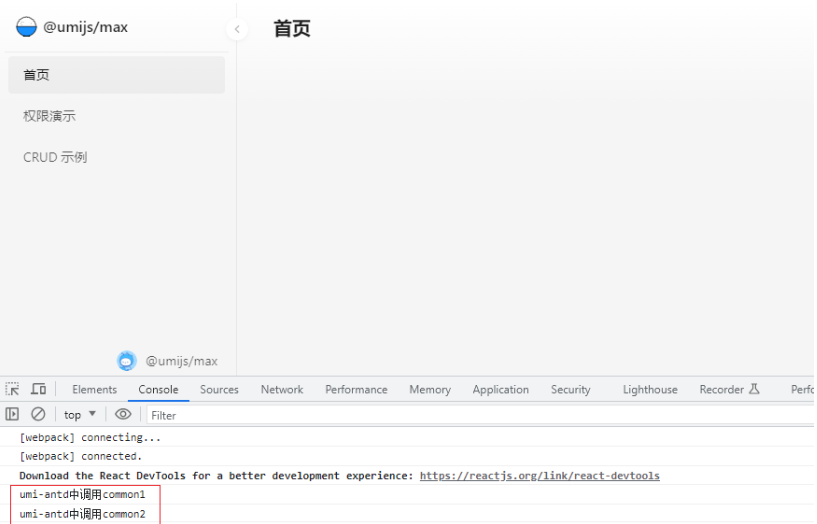 @umijs/max
首页
首页
权限演示
CRUD 示例
@umijs/max
Elements Console Sources Network Performance Memory Application Security Lighthouse Recorder Perfo
top Filter
[webpack] connecting...
[webpack] connected.
Download the React DevTools for a better development experience: https://reactjs.org/link/react-devtools
umi-antd中调用common1
umi-antd中调用common2